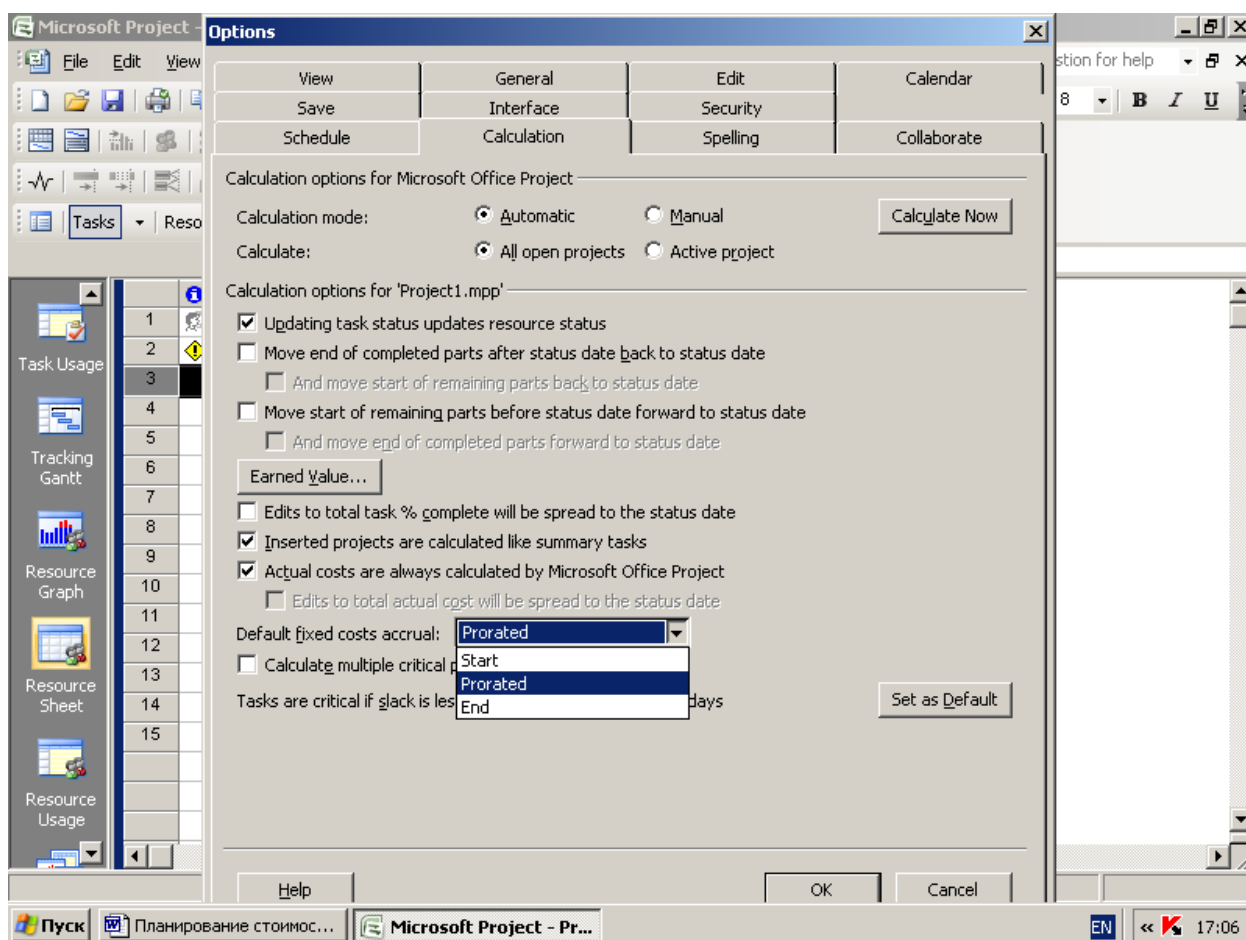 Microsoft Project -
Options
File Edit View
stion for help
View General Edit Calendar
Save Interface Security
8 B I U
Schedule Calculation Spelling Collaborate
Calculation options for Microsoft Office Project
Tasks Reso
Calculation mode: Automatic Manual Calculate Now
Calculate: All open projects Active project
Calculation options for 'Project1.mpp'
1
Updating task status updates resource status
2
Move end of completed parts after status date back to status date
Task Usage
3
And move start of remaining parts back to status date
4
Move start of remaining parts before status date forward to status date
5
And move end of completed parts forward to status date
Tracking
Gantt
6
Earned Value...
7
8
Edits to total task % complete will be spread to the status date
9
Inserted projects are calculated like summary tasks
Resource
Graph
10
Actual costs are always calculated by Microsoft Office Project
Edits to total actual cost will be spread to the status date
11
Default fixed costs accrual: Prorated
12
Calculate multiple critical p
Start
13
Prorated
Resource
Sheet
14
Tasks are critical if slack is les
End
days
Set as Default
15
Resource
Usage
Help OK Cancel
Пуск Планирование стоимос... Microsoft Project - Pr... EN « 17:06